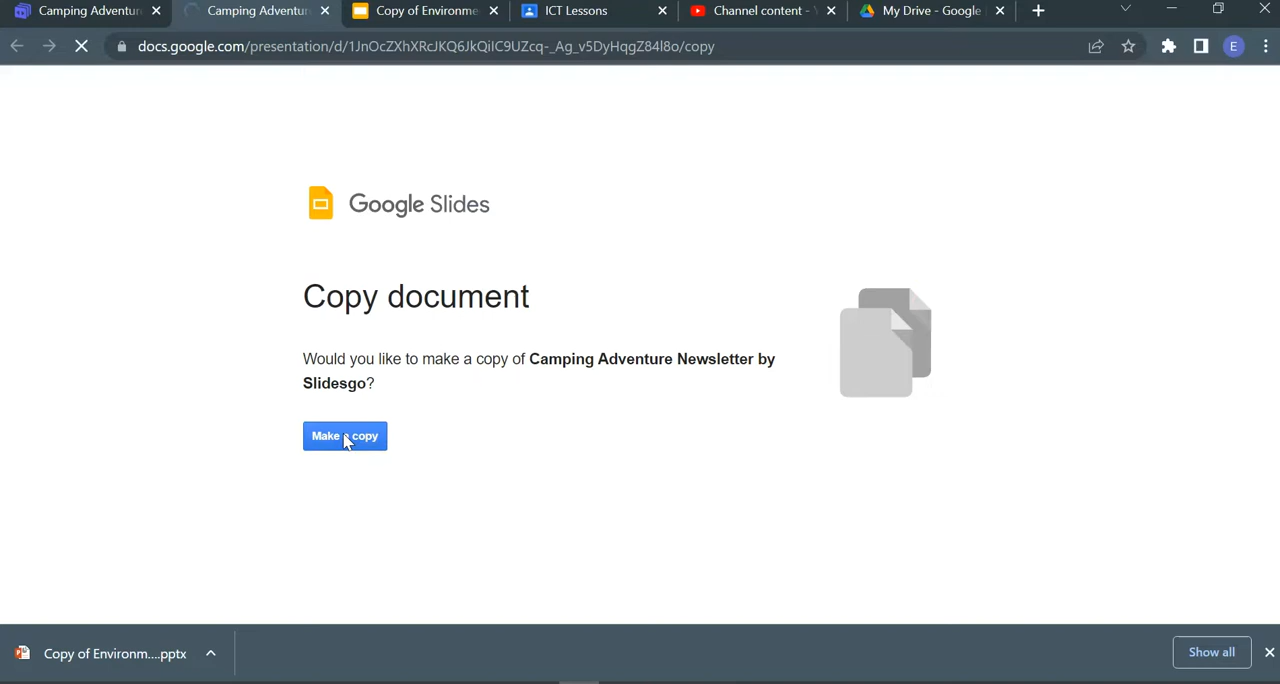 Camping Adventur
Camping Adventur
Copy of Environme
ICT Lessons
Channel content -
My Drive - Google
docs.google.com/presentation/d/1JnOcZXhXRcJKQ6JkQilC9UZcq-_Ag_v5DyHqgZ84l8o/copy
E
Google Slides
Copy document
Would you like to make a copy of Camping Adventure Newsletter by
Slidesgo?
Make a copy
Copy of Environm....pptx
Show all